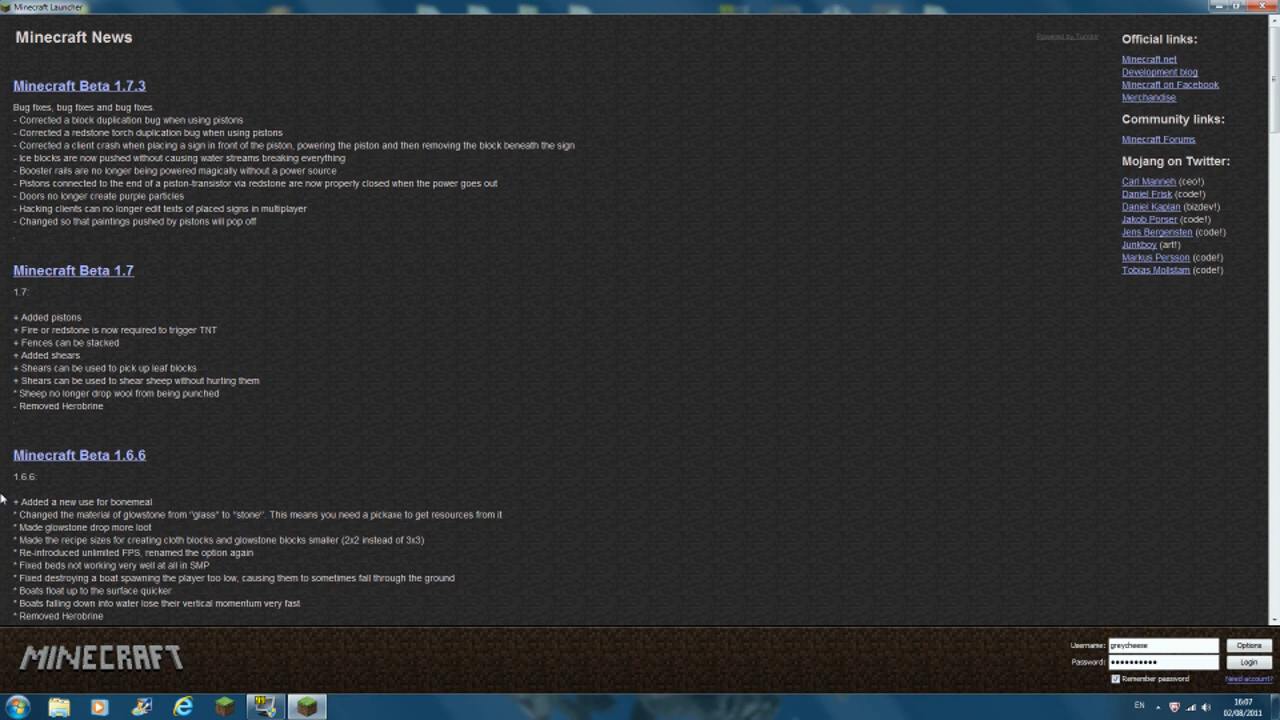 Minecraft Launcher
Minecraft News
Powered by Tumblr
Minecraft Beta 1.7.3
Bug fixes, bug fixes and bug fixes.
- Corrected a block duplication bug when using pistons
- Corrected a redstone torch duplication bug when using pistons
- Corrected a client crash when placing a sign in front of the piston, powering the piston and then removing the block beneath the sign
- Ice blocks are now pushed without causing water streams breaking everything
- Booster rails are no longer being powered magically without a power source
- Pistons connected to the end of a piston-transistor via redstone are now properly closed when the power goes out
- Doors no longer create purple particles
- Hacking clients can no longer edit texts of placed signs in multiplayer
- Changed so that paintings pushed by pistons will pop off
Minecraft Beta 1.7
1.7:
+ Added pistons
+ Fire or redstone is now required to trigger TNT
+ Fences can be stacked
+ Added shears
+ Shears can be used to pick up leaf blocks
+ Shears can be used to shear sheep without hurting them
* Sheep no longer drop wool from being punched
- Removed Herobrine
Minecraft Beta 1.6.6
1.6.6:
+ Added a new use for bonemeal
* Changed the material of glowstone from "glass" to "stone". This means you need a pickaxe to get resources from it
* Made glowstone drop more loot
* Made the recipe sizes for creating cloth blocks and glowstone blocks smaller (2x2 instead of 3x3)
* Re-introduced unlimited FPS, renamed the option again
* Fixed beds not working very well at all in SMP
* Fixed destroying a boat spawning the player too low, causing them to sometimes fall through the ground
* Boats float up to the surface quicker
* Boats falling down into water lose their vertical momentum very fast
* Removed Herobrine
Official links:
Minecraft.net
Development blog
Minecraft on Facebook
Merchandise
Community links:
Minecraft Forums
Mojang on Twitter:
Carl Manneh (ceo!)
Daniel Frisk (code!)
Daniel Kaplan (bizdev!)
Jakob Porser (code!)
Jens Bergensten (code!)
Junkboy (art!)
Markus Persson (code!)
Tobias Mollstam (code!)
MINECRAFT
Username: greycheese
Options
Password: ••••••••••
Login
Remember password
Need account?
EN
16:07
02/08/2011